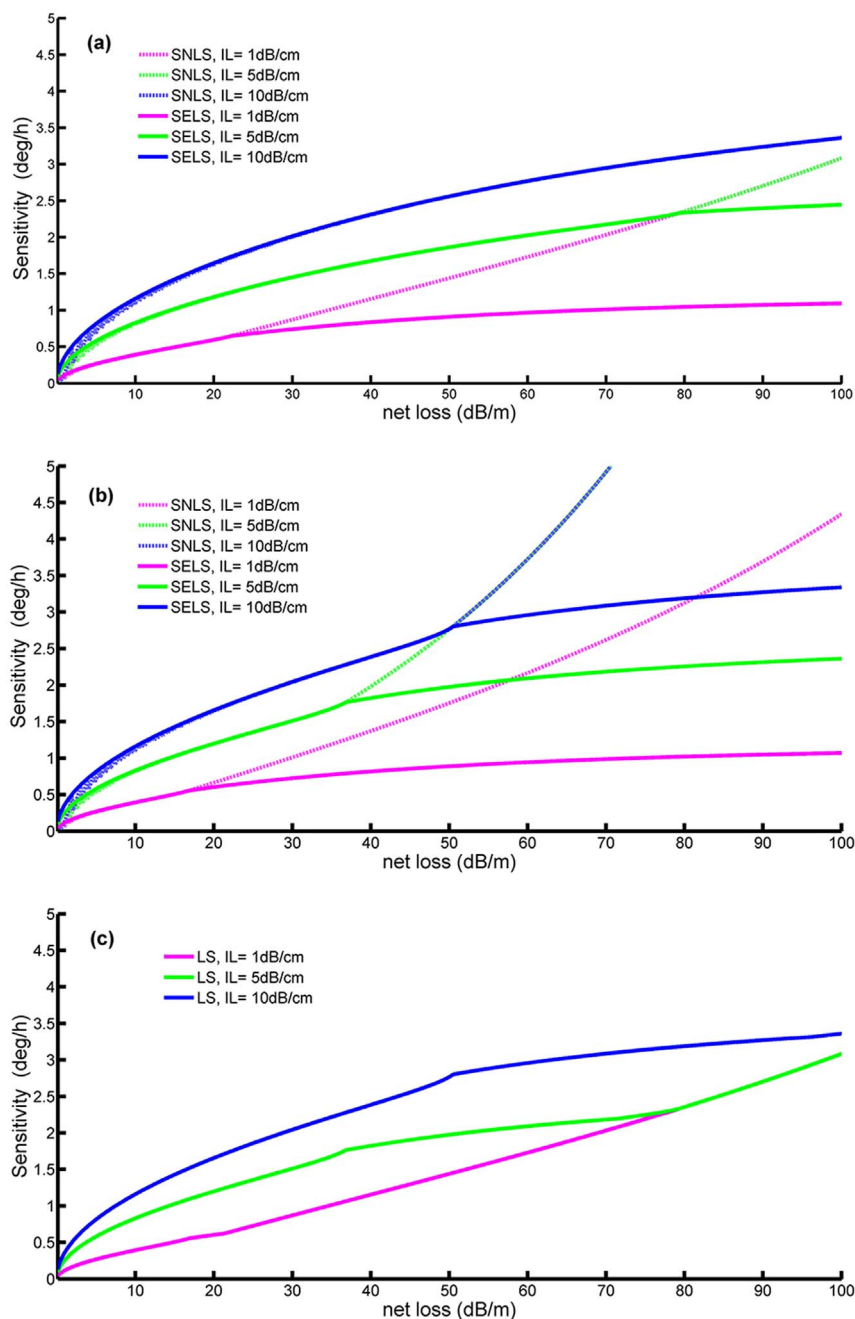 (a)
SNLS, IL= 1dB/cm
SNLS, IL= 5dB/cm
SNLS, IL= 10dB/cm
SELS, IL= 1dB/cm
SELS, IL= 5dB/cm
SELS, IL= 10dB/cm
Sensitivity (deg/h)
5
4.5
4
3.5
3
2.5
2
1.5
1
0.5
0
10 20 30 40 50 60 70 80 90 100
net loss (dB/m)
(b)
SNLS, IL= 1dB/cm
SNLS, IL= 5dB/cm
SNLS, IL= 10dB/cm
SELS, IL= 1dB/cm
SELS, IL= 5dB/cm
SELS, IL= 10dB/cm
Sensitivity (deg/h)
5
4.5
4
3.5
3
2.5
2
1.5
1
0.5
0
10 20 30 40 50 60 70 80 90 100
net loss (dB/m)
(c)
LS, IL= 1dB/cm
LS, IL= 5dB/cm
LS, IL= 10dB/cm
Sensitivity (deg/h)
5
4.5
4
3.5
3
2.5
2
1.5
1
0.5
0
10 20 30 40 50 60 70 80 90 100
net loss (dB/m)